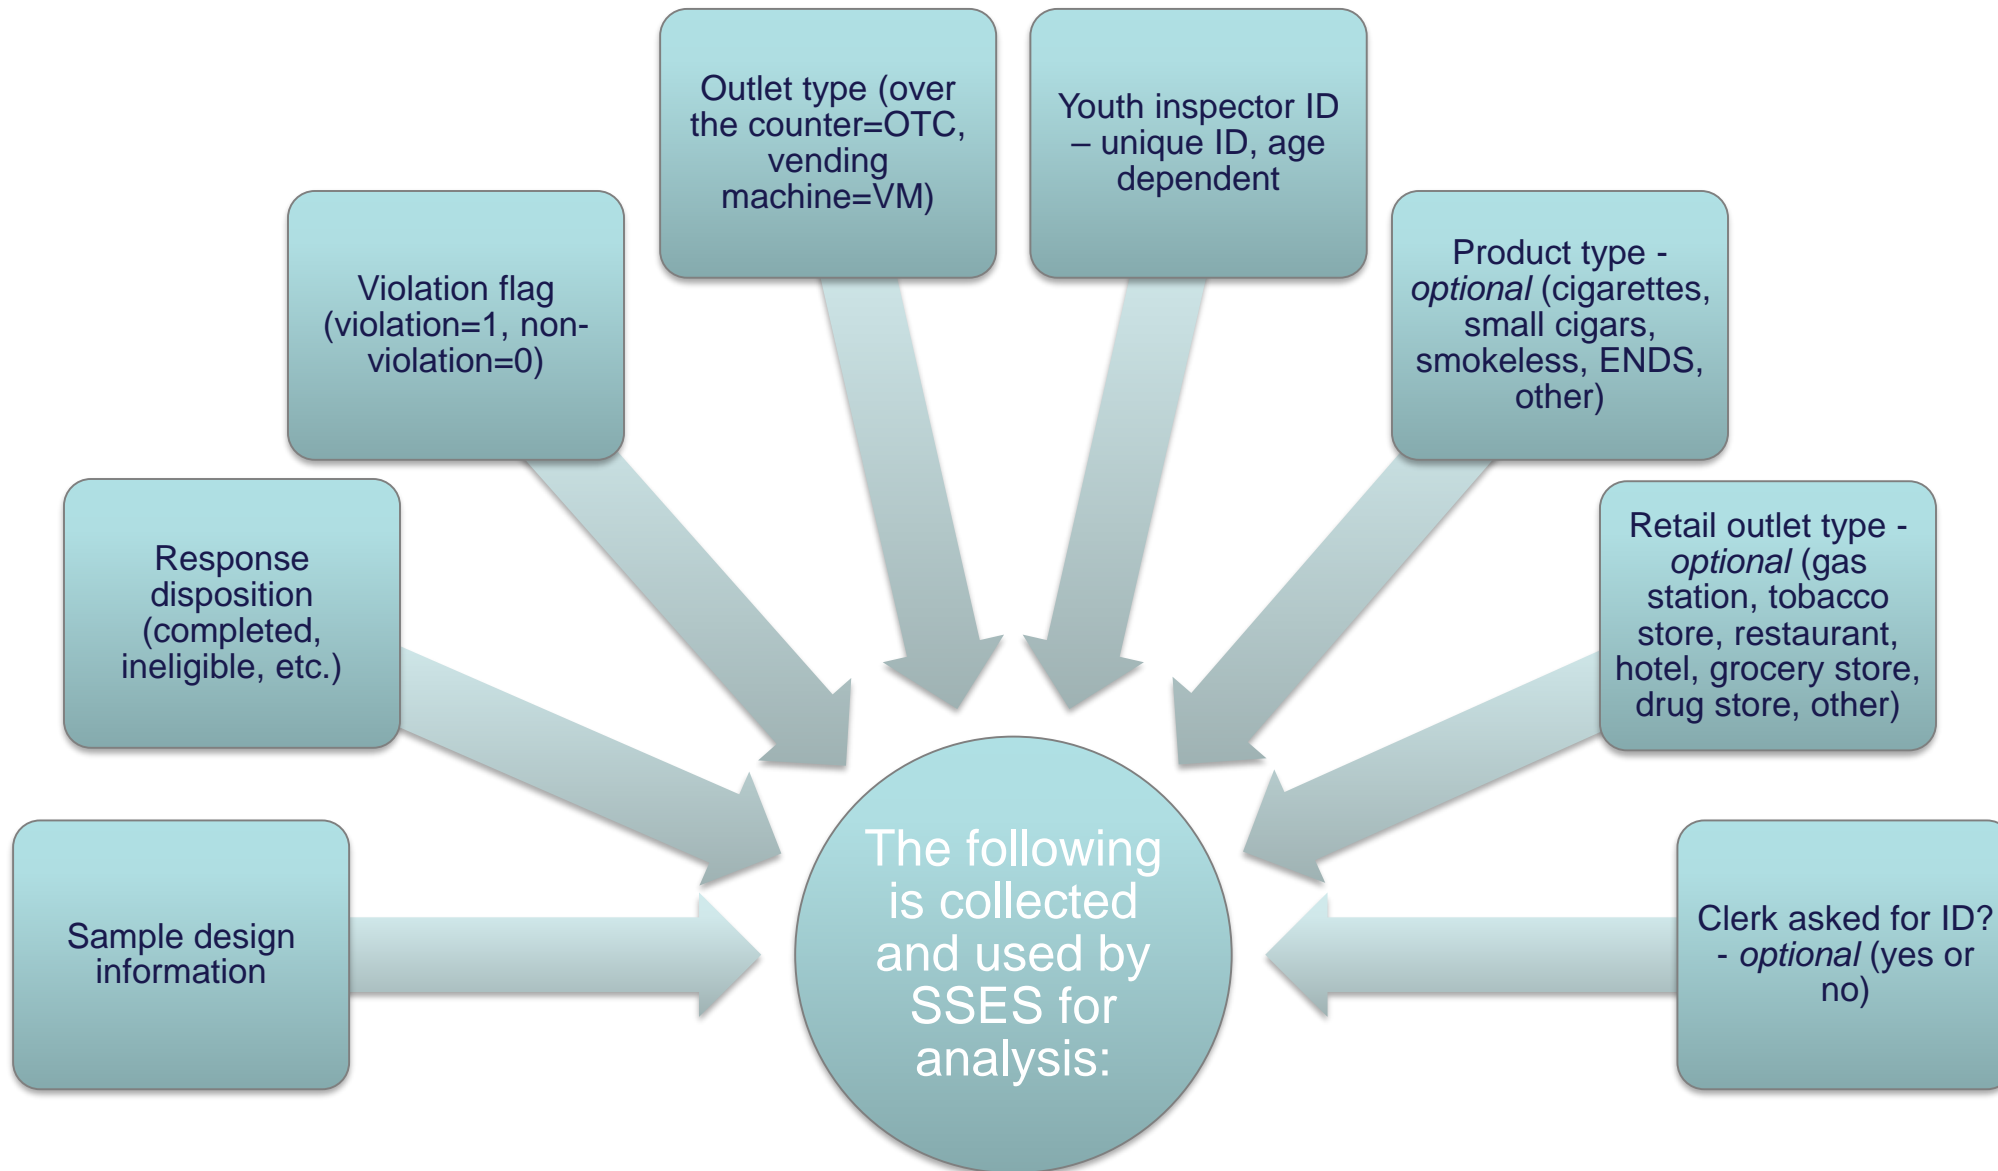 Outlet type (over
the counter=OTC,
vending
machine=VM)
Youth inspector ID
– unique ID, age
dependent
Violation flag
(violation=1, non-
violation=0)
Product type -
optional (cigarettes,
small cigars,
smokeless, ENDS,
other)
Response
disposition
(completed,
ineligible, etc.)
Retail outlet type -
optional (gas
station, tobacco
store, restaurant,
hotel, grocery store,
drug store, other)
Sample design
information
The following
is collected
and used by
SSES for
analysis:
Clerk asked for ID?
- optional (yes or
no)